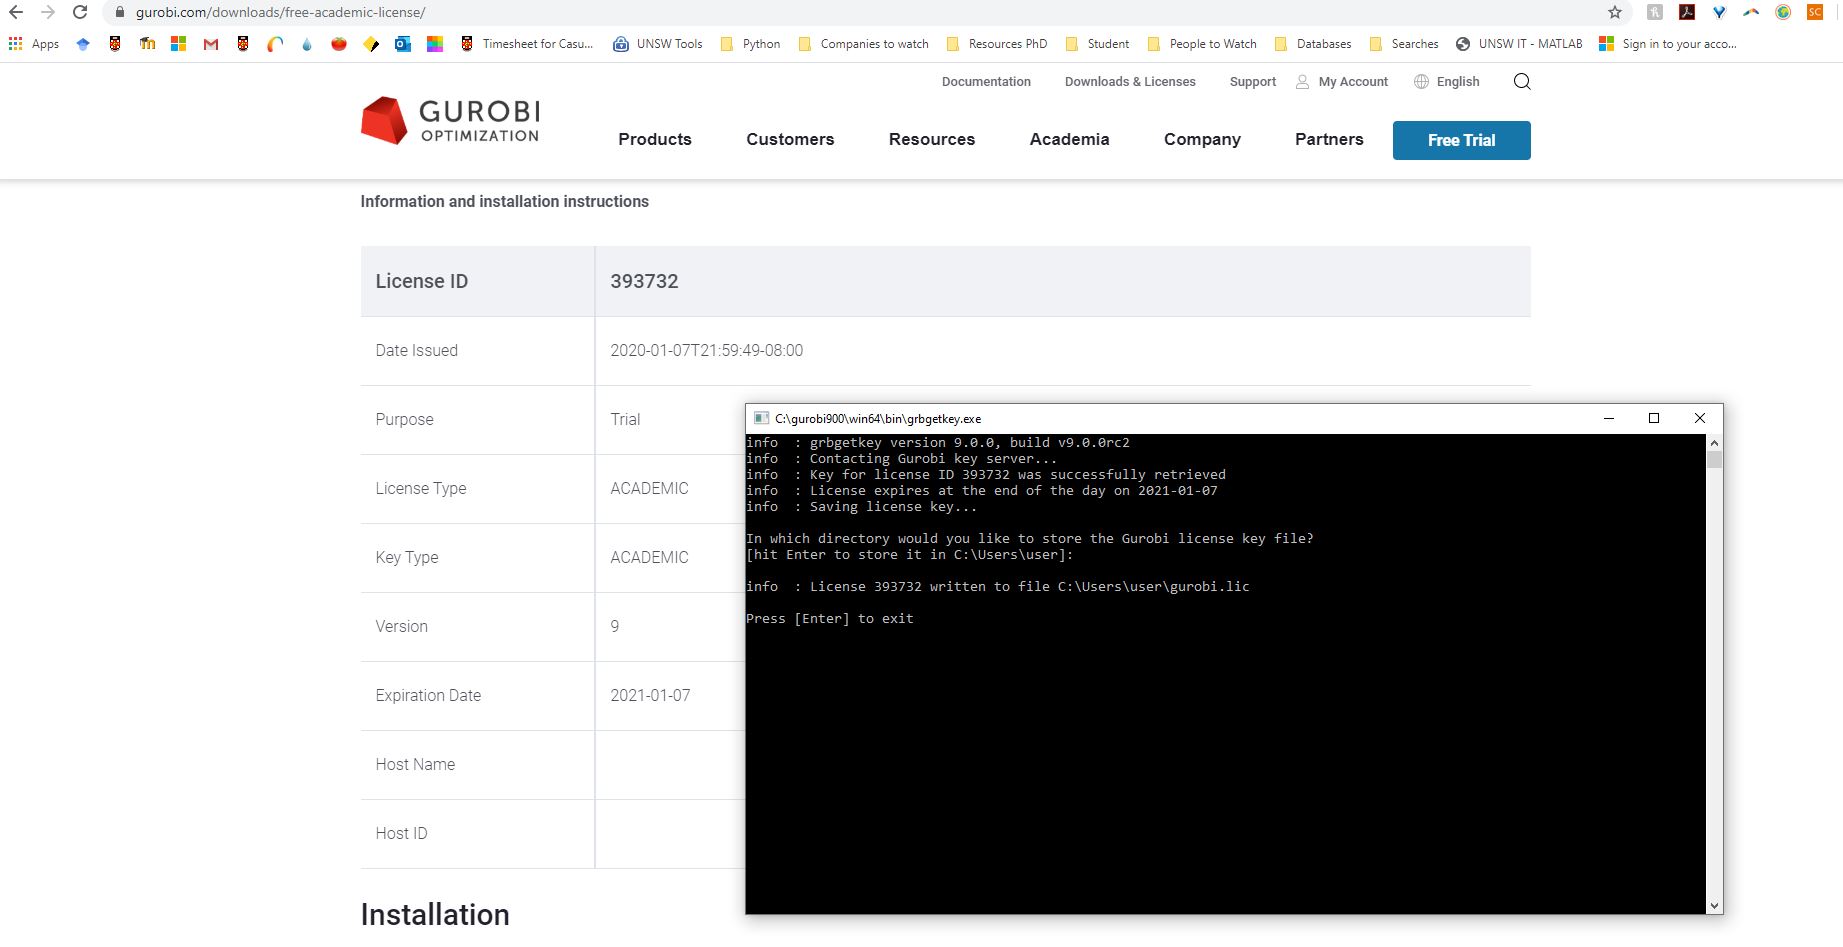 gurobi.com/downloads/free-academic-license/
Apps Timesheet for Casu... UNSW Tools Python Companies to watch Resources PhD Student People to Watch Databases Searches UNSW IT - MATLAB Sign in to your acco...
Documentation Downloads & Licenses Support My Account English
GUROBI
OPTIMIZATION
Products Customers Resources Academia Company Partners Free Trial
Information and installation instructions
License ID 393732
Date Issued 2020-01-07T21:59:49-08:00
Purpose Trial
License Type ACADEMIC
Key Type ACADEMIC
Version 9
Expiration Date 2021-01-07
Host Name
Host ID
Installation
C:\gurobi900\win64\bin\grbgetkey.exe
info  : grbgetkey version 9.0.0, build v9.0.0rc2
info  : Contacting Gurobi key server...
info  : Key for license ID 393732 was successfully retrieved
info  : License expires at the end of the day on 2021-01-07
info  : Saving license key...
In which directory would you like to store the Gurobi license key file?
[hit Enter to store it in C:\Users\user]:
info  : License 393732 written to file C:\Users\user\gurobi.lic
Press [Enter] to exit